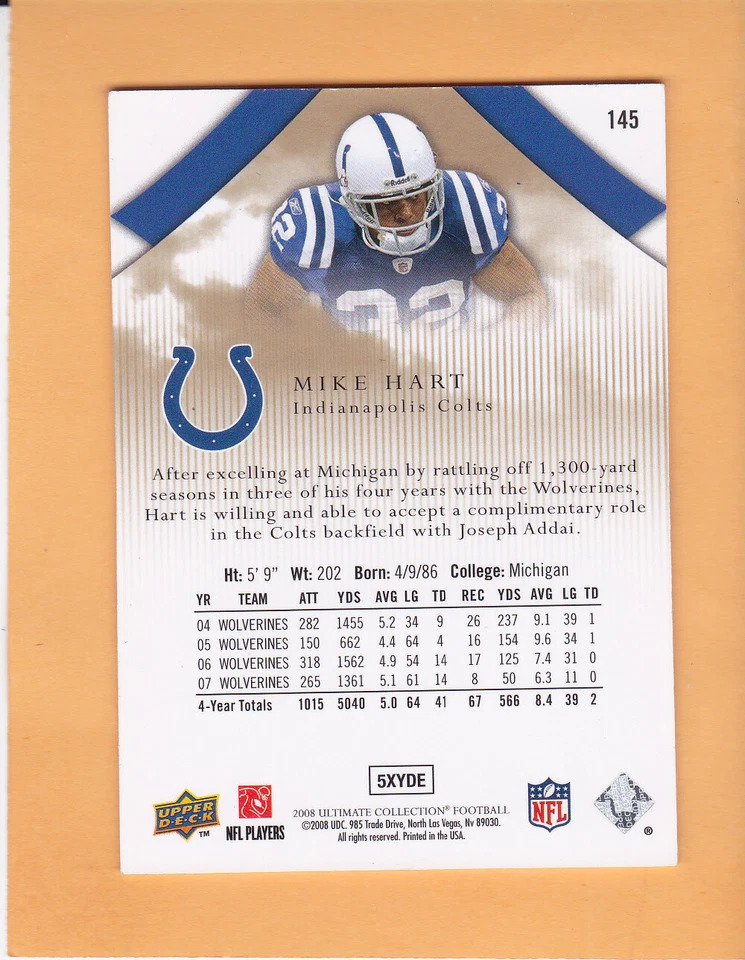 145
Riddell
32
32
32
MIKE HART
Indianapolis Colts
After excelling at Michigan by rattling off 1,300-yard
seasons in three of his four years with the Wolverines,
Hart is willing and able to accept a complimentary role
in the Colts backfield with Joseph Addai.
Ht: 5' 9" Wt: 202 Born: 4/9/86 College: Michigan
YR TEAM ATT YDS AVG LG TD REC YDS AVG LG TD
04 WOLVERINES 282 1455 5.2 34 9 26 237 9.1 39 1
05 WOLVERINES 150 662 4.4 64 4 16 154 9.6 34 1
06 WOLVERINES 318 1562 4.9 54 14 17 125 7.4 31 0
07 WOLVERINES 265 1361 5.1 61 14 8 50 6.3 11 0
4-Year Totals 1015 5040 5.0 64 41 67 566 8.4 39 2
5XYDE
UPPER
D·E·C·K
TM
NFL PLAYERS
2008 ULTIMATE COLLECTION® FOOTBALL
©2008 UDC. 985 Trade Drive, North Las Vegas, Nv 89030.
All rights reserved. Printed in the USA.
NFL
®